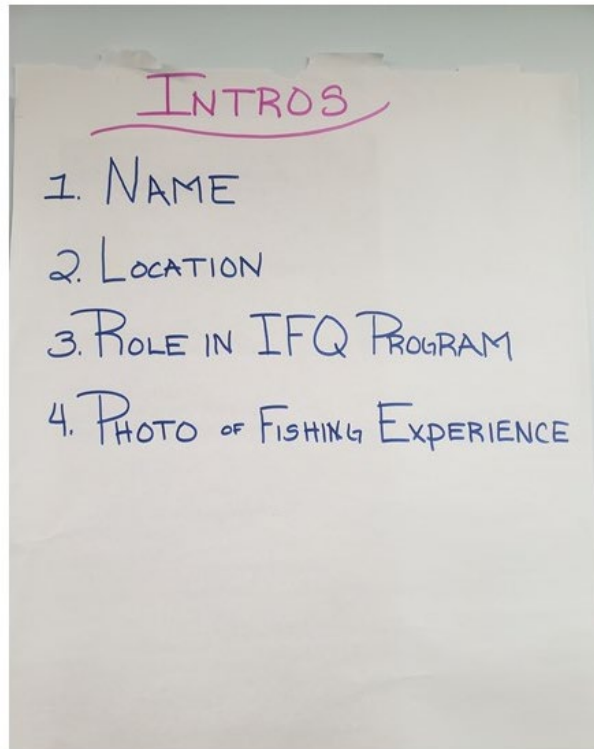 INTROS
1. NAME
2. LOCATION
3. ROLE IN IFQ PROGRAM
4. PHOTO OF FISHING EXPERIENCE